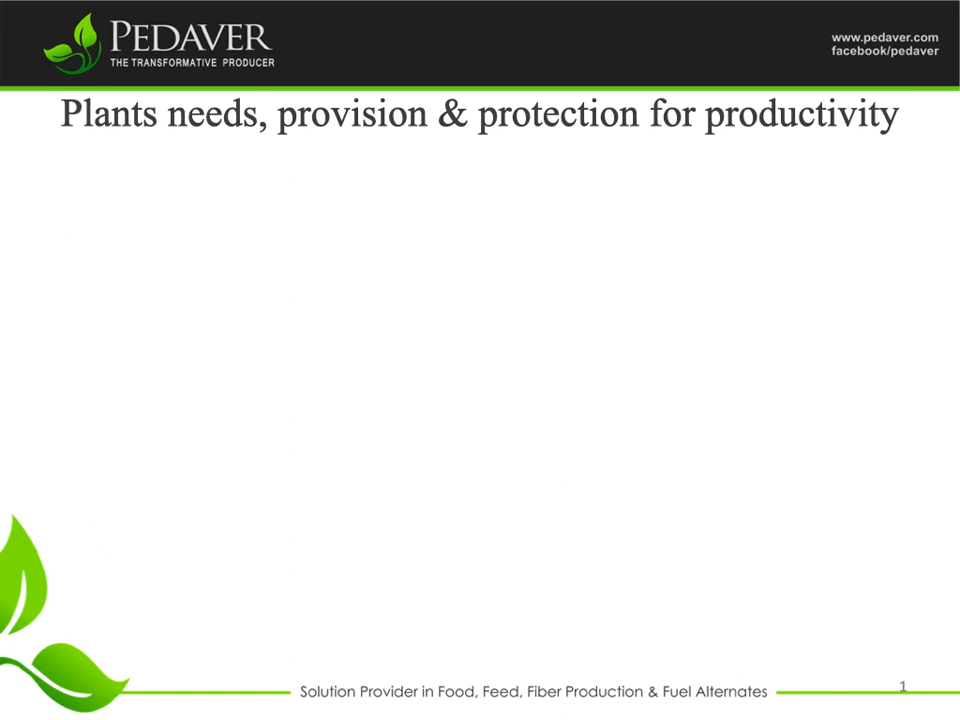 PEDAVER
THE TRANSFORMATIVE PRODUCER
www.pedaver.com
facebook/pedaver
Plants needs, provision & protection for productivity
Solution Provider in Food, Feed, Fiber Production & Fuel Alternates
1